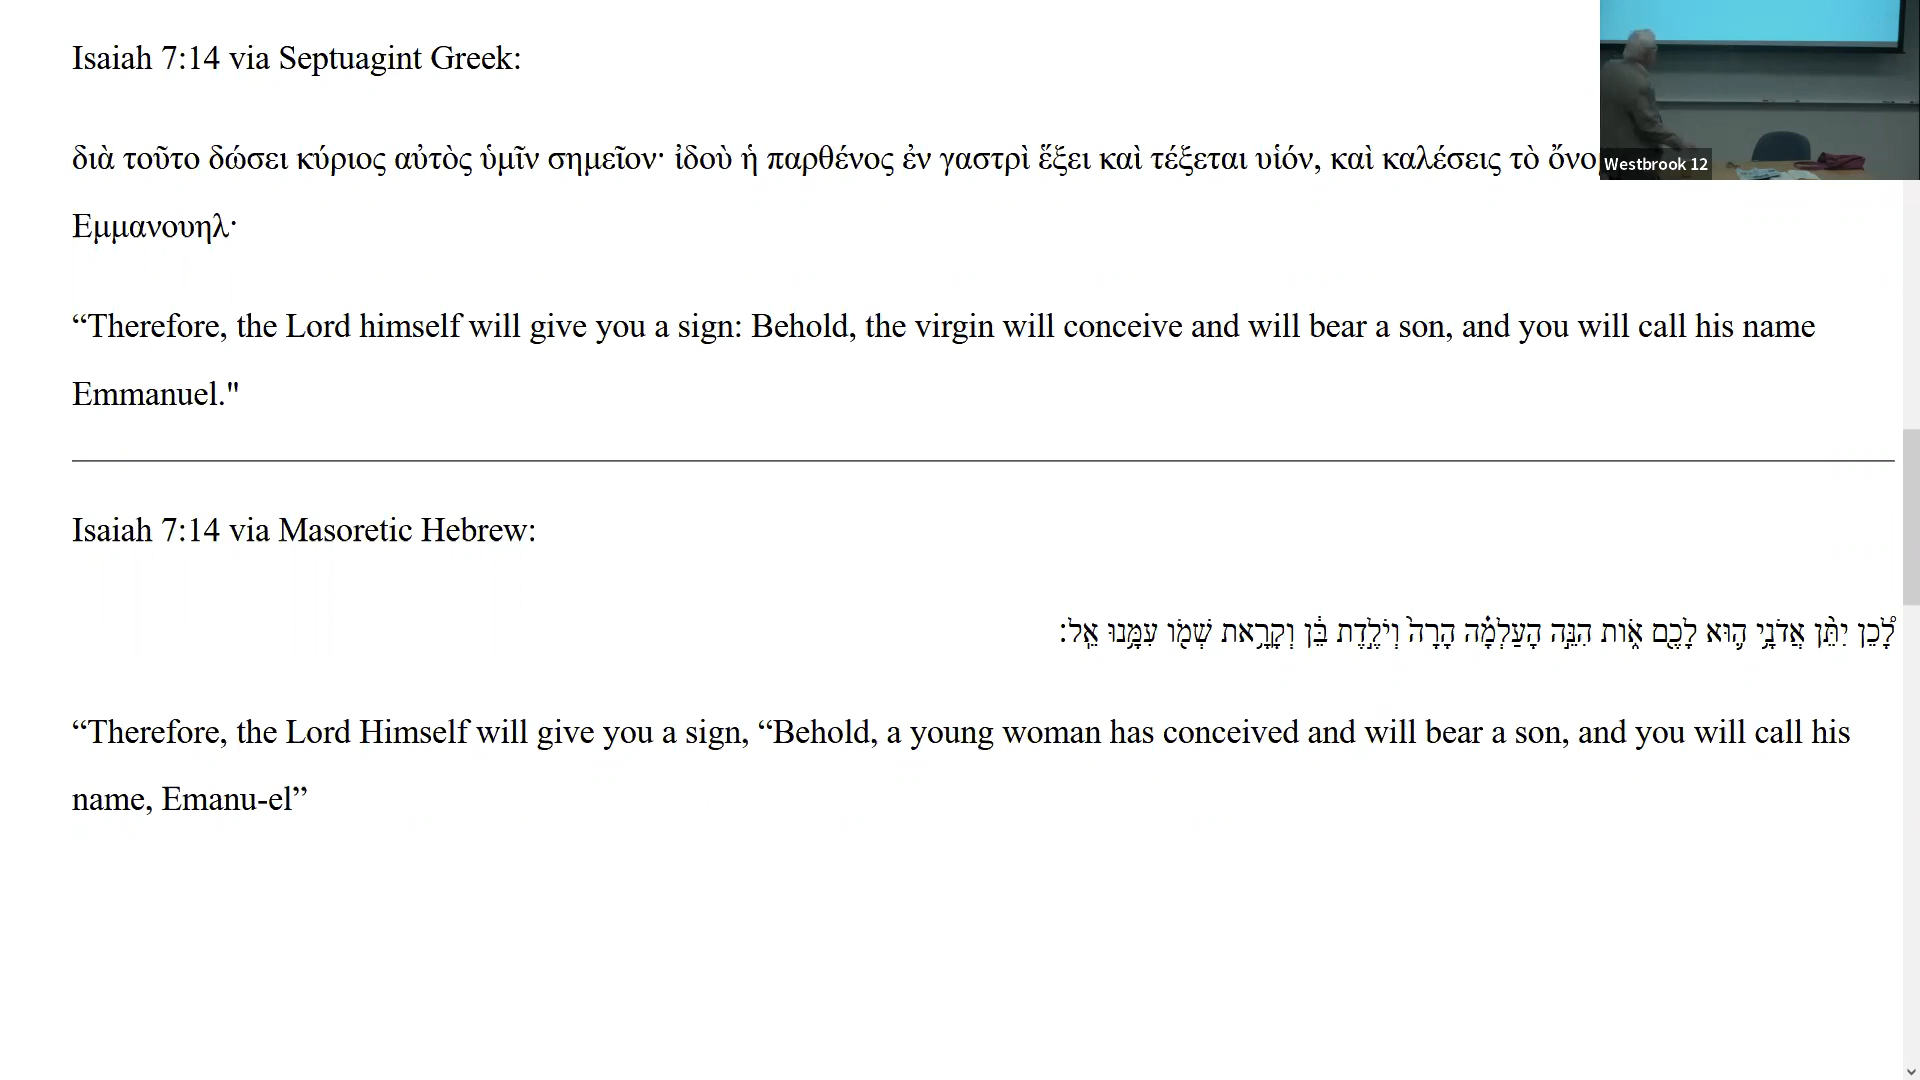 Isaiah 7:14 via Septuagint Greek:
διὰ τοῦτο δώσει κύριος αὐτὸς ὑμῖν σημεῖον· ἰδοὺ ἡ παρθένος ἐν γαστρὶ ἕξει καὶ τέξεται υἱόν, καὶ καλέσεις τὸ
Westbrook 12
Εμμανουηλ·
“Therefore, the Lord himself will give you a sign: Behold, the virgin will conceive and will bear a son, and you will call his name
Emmanuel."
Isaiah 7:14 via Masoretic Hebrew:
לָ֠כֵן יִתֵּ֨ן אֲדֹנָ֥י ה֛וּא לָכֶ֖ם א֑וֹת הִנֵּ֣ה הָעַלְמָ֗ה הָרָה֙ וְיֹלֶ֣דֶת בֵּ֔ן וְקָרָ֥את שְׁמ֖וֹ עִמָּ֥נוּ אֵֽל׃
“Therefore, the Lord Himself will give you a sign, “Behold, a young woman has conceived and will bear a son, and you will call his
name, Emanu-el”